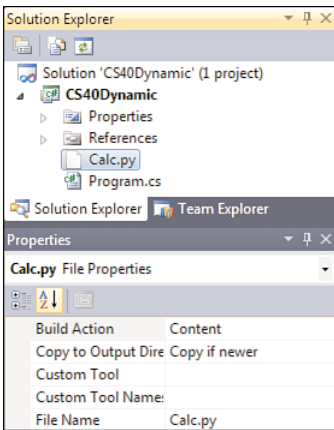 Solution Explorer
Solution 'CS40Dynamic' (1 project)
CS40Dynamic
Properties
References
Calc.py
Program.cs
Solution Explorer Team Explorer
Properties
Calc.py File Properties
Build Action Content
Copy to Output Dire Copy if newer
Custom Tool
Custom Tool Names
File Name Calc.py